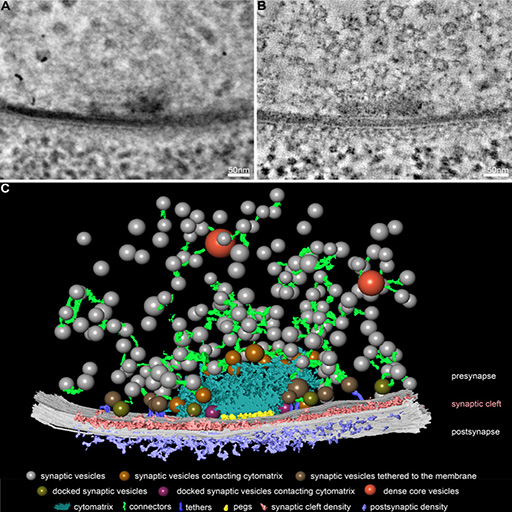 A
B
50nm
50nm
C
presynapse
synaptic cleft
postsynapse
synaptic vesicles synaptic vesicles contacting cytomatrix synaptic vesicles tethered to the membrane
docked synaptic vesicles docked synaptic vesicles contacting cytomatrix dense core vesicles
cytomatrix connectors tethers pegs synaptic cleft density postsynaptic density